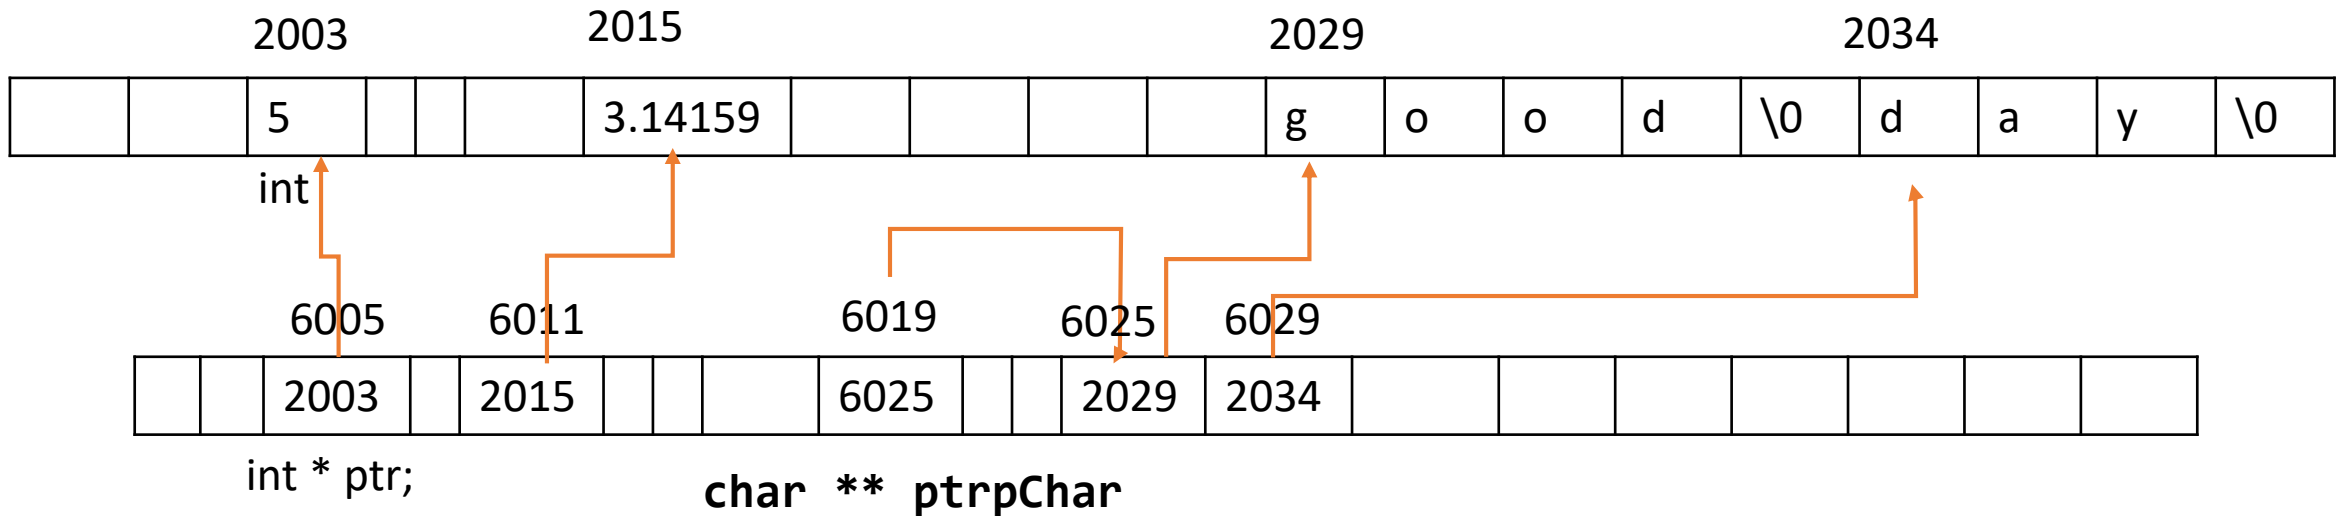 2003 2015 2029 2034
5 3.14159 g o o d \0 d a y \0
int
6005 6011 6019 6025 6029
2003 2015 6025 2029 2034
int * ptr;
char ** ptrpChar